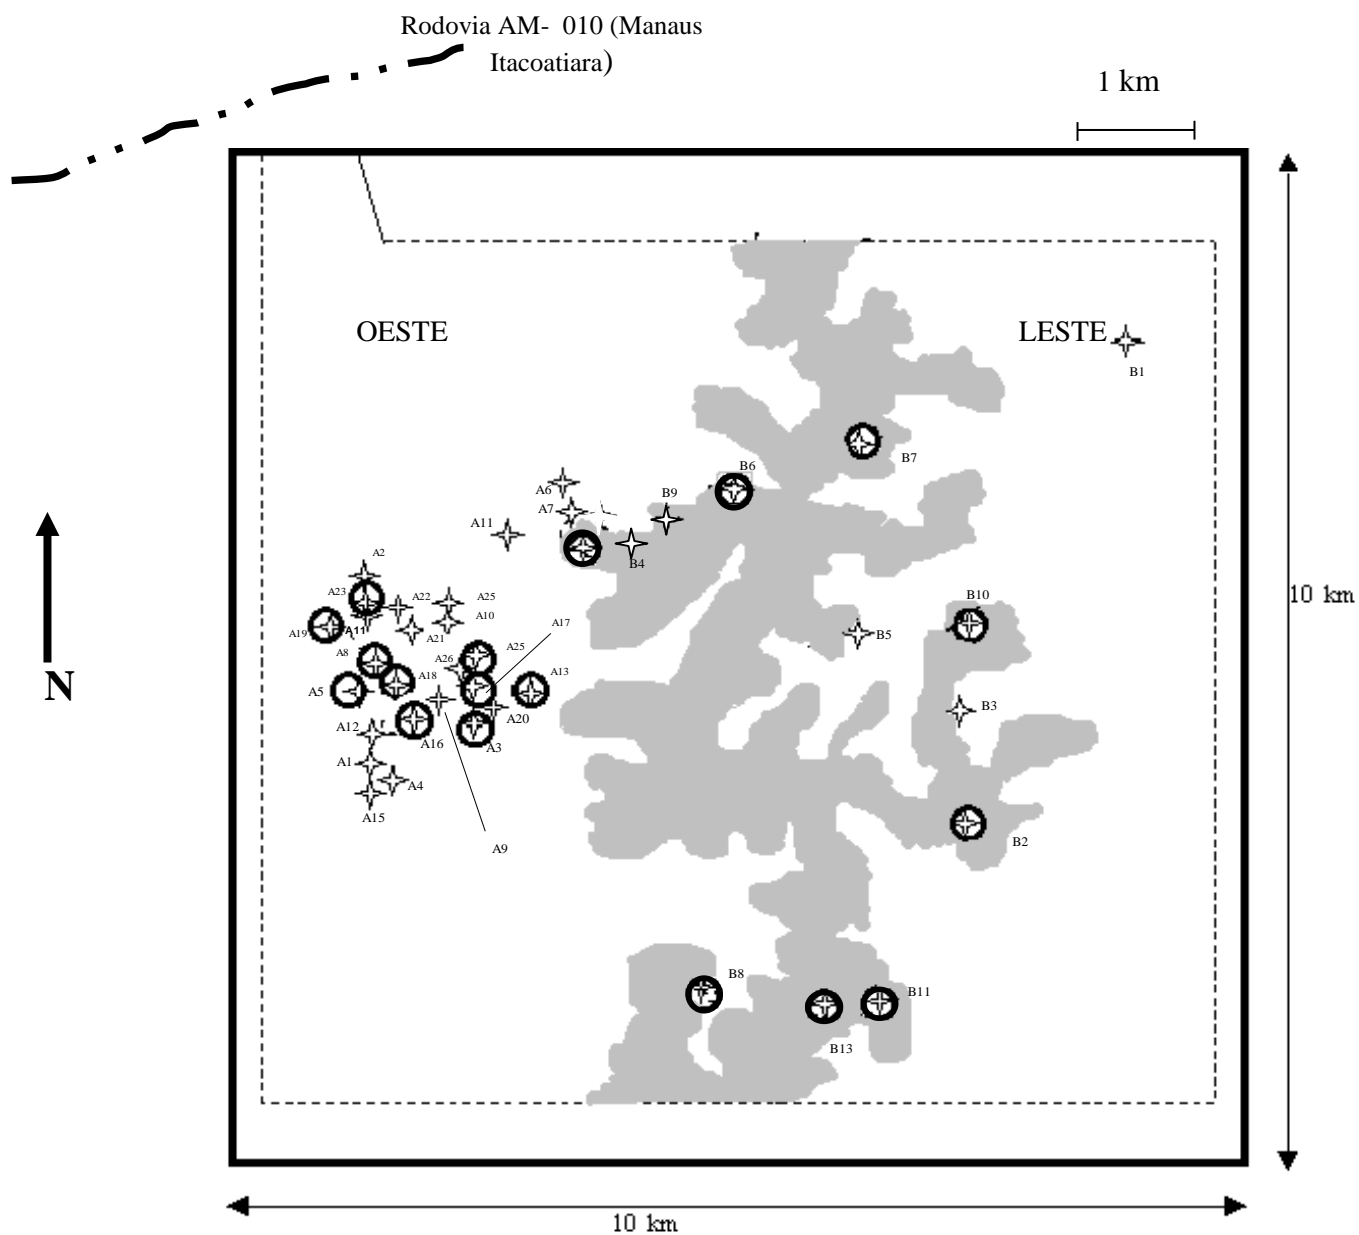 Rodovia AM- 010 (Manaus
Itacoatiara)
1 km
OESTE
LESTE
B1
B7
B6
A6
B9
A7
A11
B4
A2
A23
A22
A25
B10
A19
A11
A21
A10
A17
B5
A8
A26
A25
A5
A18
A13
N
10 km
B3
A12
A16
A3
A20
A1
A4
A15
A9
B2
B8
B11
B13
10 km